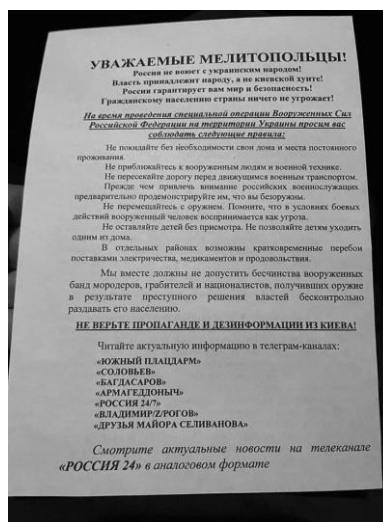 УВАЖАЕМЫЕ МЕЛИТОПОЛЬЦЫ!
Россия не воюет с украинским народом!
Власть принадлежит народу, а не киевской хунте!
Россия гарантирует вам мир и безопасность!
Гражданскому населению страны ничего не угрожает!
На время проведения специальной операции Вооруженных Сил
Российской Федерации на территории Украины просим вас
соблюдать следующие правила:
Не покидайте без необходимости свои дома и места постоянного
проживания.
Не приближайтесь к вооруженным людям и военной технике.
Не пересекайте дорогу перед движущимся военным транспортом.
Прежде чем привлечь внимание российских военнослужащих
предварительно продемонстрируйте им, что вы безоружны.
Не перемещайтесь с оружием. Помните, что в условиях боевых
действий вооруженный человек воспринимается как угроза.
Не оставляйте детей без присмотра. Не позволяйте детям уходить
одним из дома.
В отдельных районах возможны кратковременные перебои
поставками электричества, медикаментов и продовольствия.
Мы вместе должны не допустить бесчинства вооруженных
банд мородеров, грабителей и националистов, получивших оружие
в результате преступного решения властей бесконтрольно
раздавать его населению.
НЕ ВЕРЬТЕ ПРОПАГАНДЕ И ДЕЗИНФОРМАЦИИ ИЗ КИЕВА!
Читайте актуальную информацию в телеграм-каналах:
«ЮЖНЫЙ ПЛАЦДАРМ»
«СОЛОВЬЕВ»
«БАГДАСАРОВ»
«АРМАГЕДДОНЫЧ»
«РОССИЯ 24/7»
«ВЛАДИМИР/Z/РОГОВ»
«ДРУЗЬЯ МАЙОРА СЕЛИВАНОВА»
Смотрите актуальные новости на телеканале
«РОССИЯ 24» в аналоговом формате